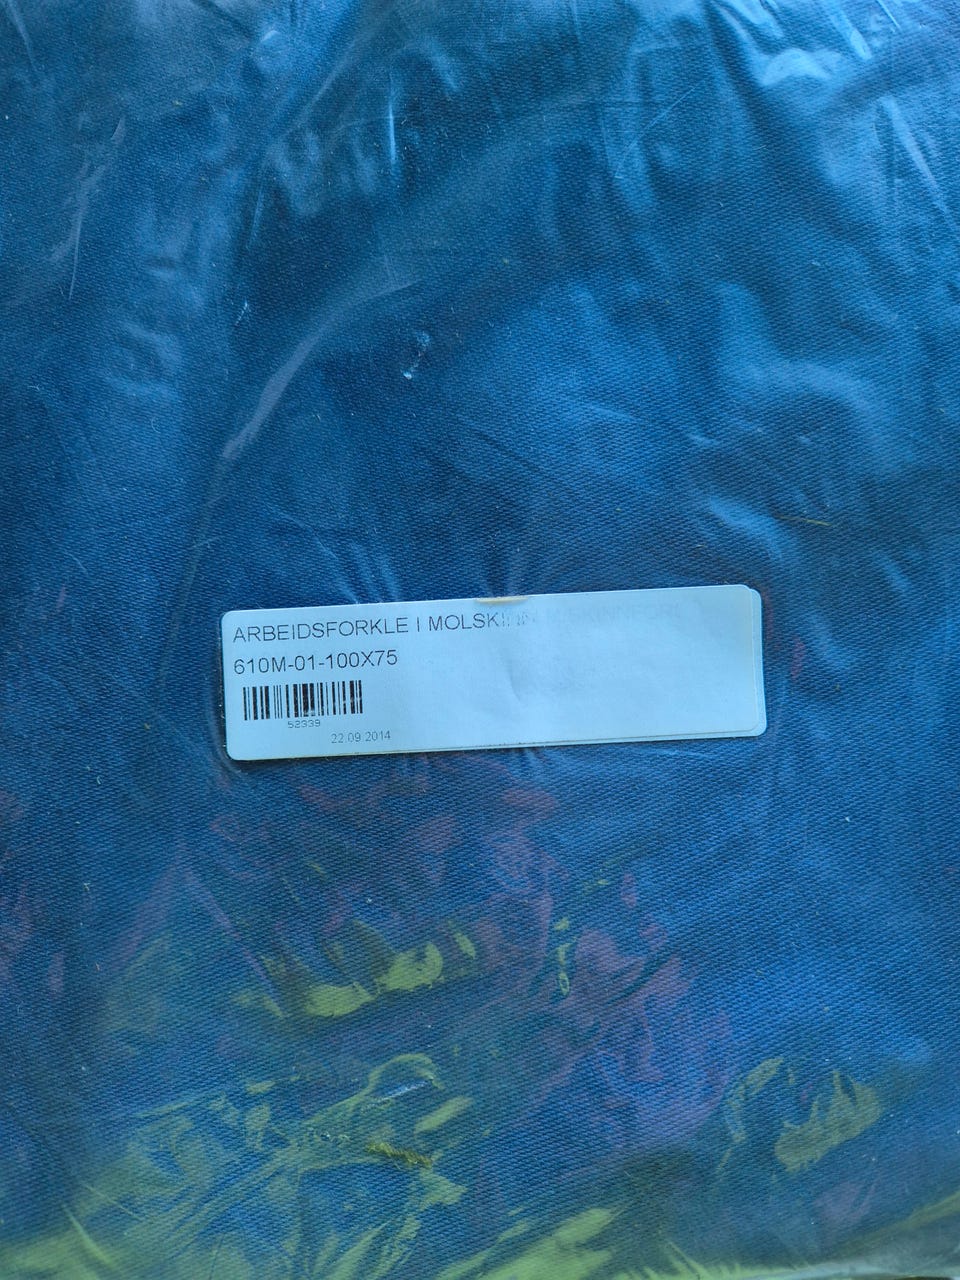 ARBEIDSFORKLE I MOLSK
610M-01-100X75
52339
22.09.2014